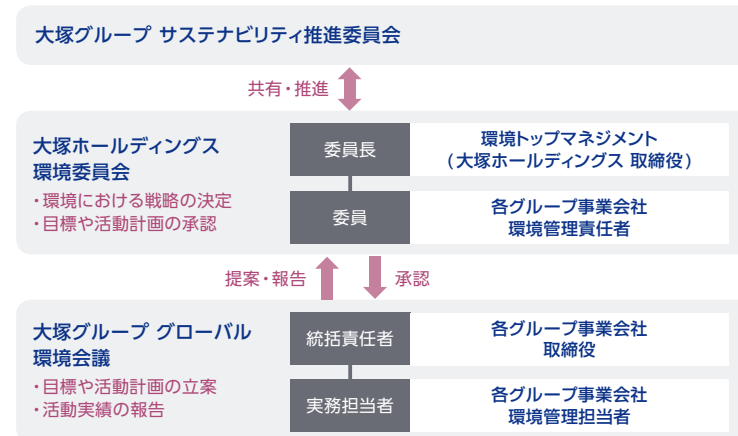 大塚グループ サステナビリティ推進委員会
共有・推進
大塚ホールディングス
環境委員会
・環境における戦略の決定
・目標や活動計画の承認
委員長
環境トップマネジメント
(大塚ホールディングス 取締役)
委員
各グループ事業会社
環境管理責任者
提案・報告
承認
大塚グループ グローバル
環境会議
・目標や活動計画の立案
・活動実績の報告
統括責任者
各グループ事業会社
取締役
実務担当者
各グループ事業会社
環境管理担当者